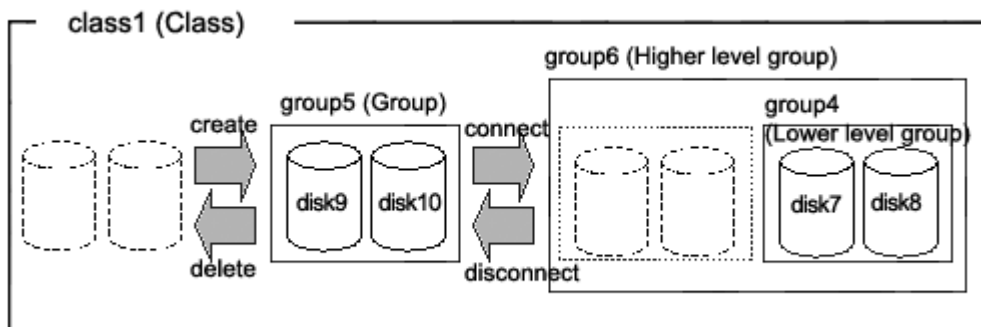 class1 (Class)
group6 (Higher level group)
group5 (Group)
group4
(Lower level group)
create
connect
disk9
disk10
disk7
disk8
delete
disconnect